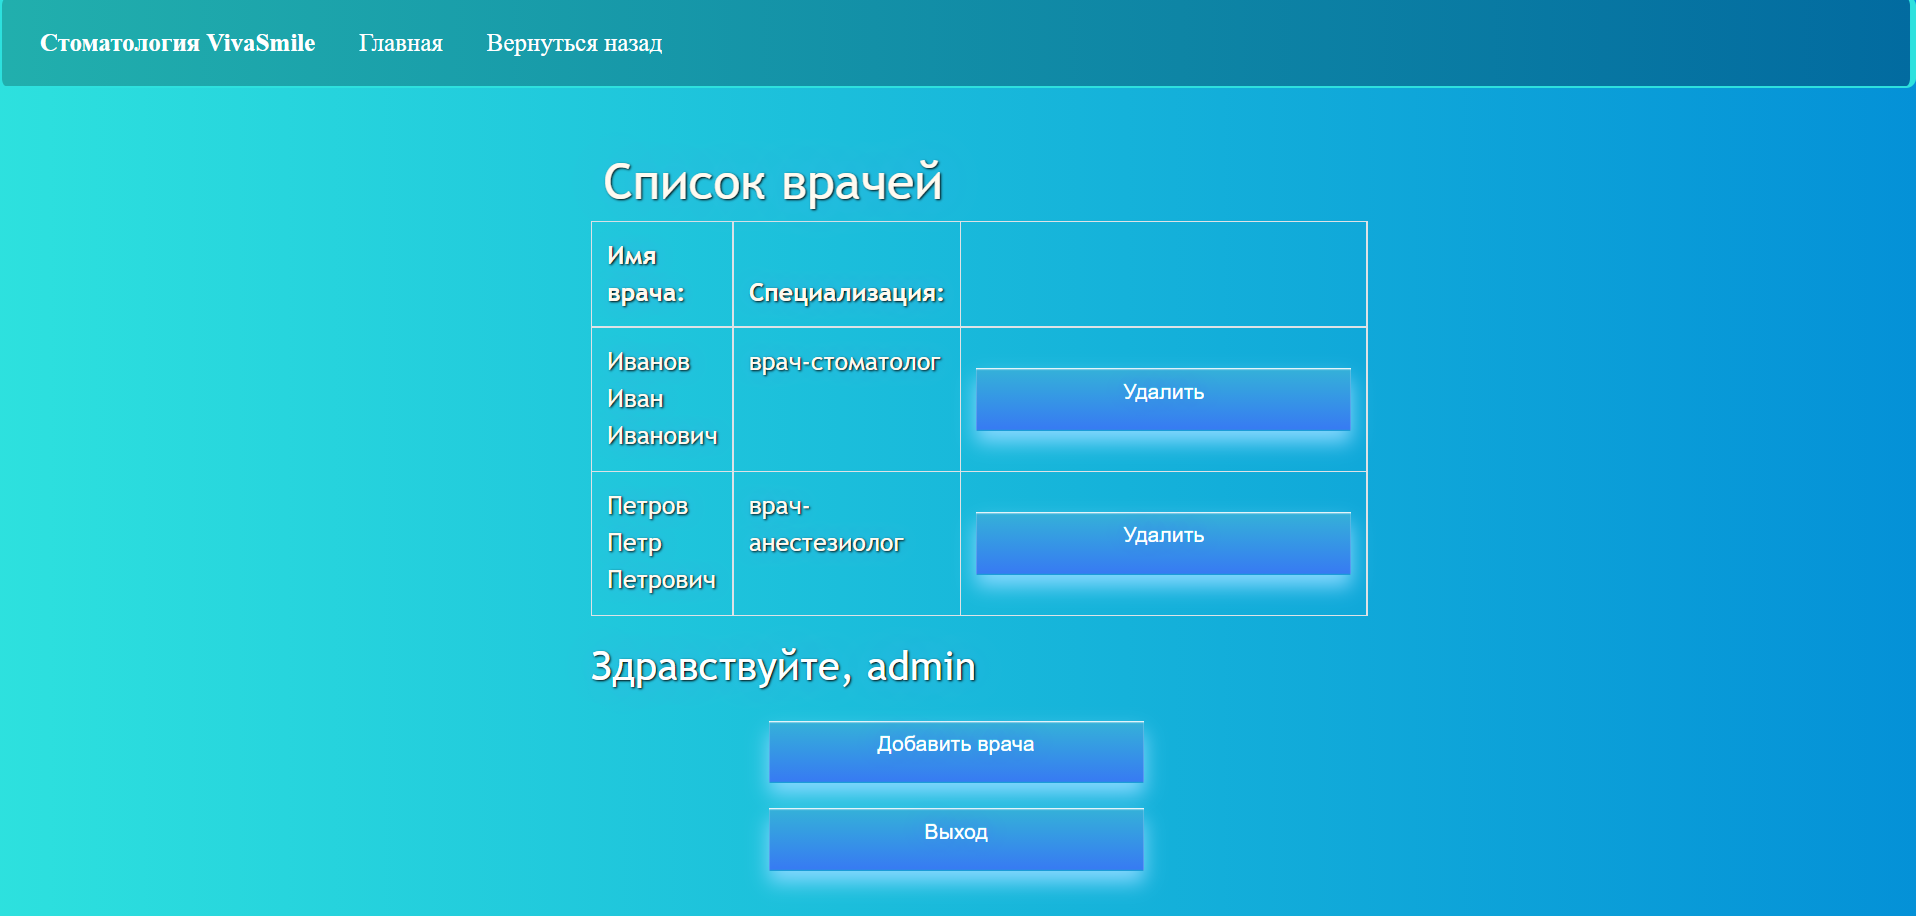 Стоматология VivaSmile Главная Вернуться назад
Список врачей
Имя
врача:
Специализация:
Иванов
Иван
Иванович
врач-стоматолог
Удалить
Петров
Петр
Петрович
врач-
анестезиолог
Удалить
Здравствуйте, admin
Добавить врача
Выход